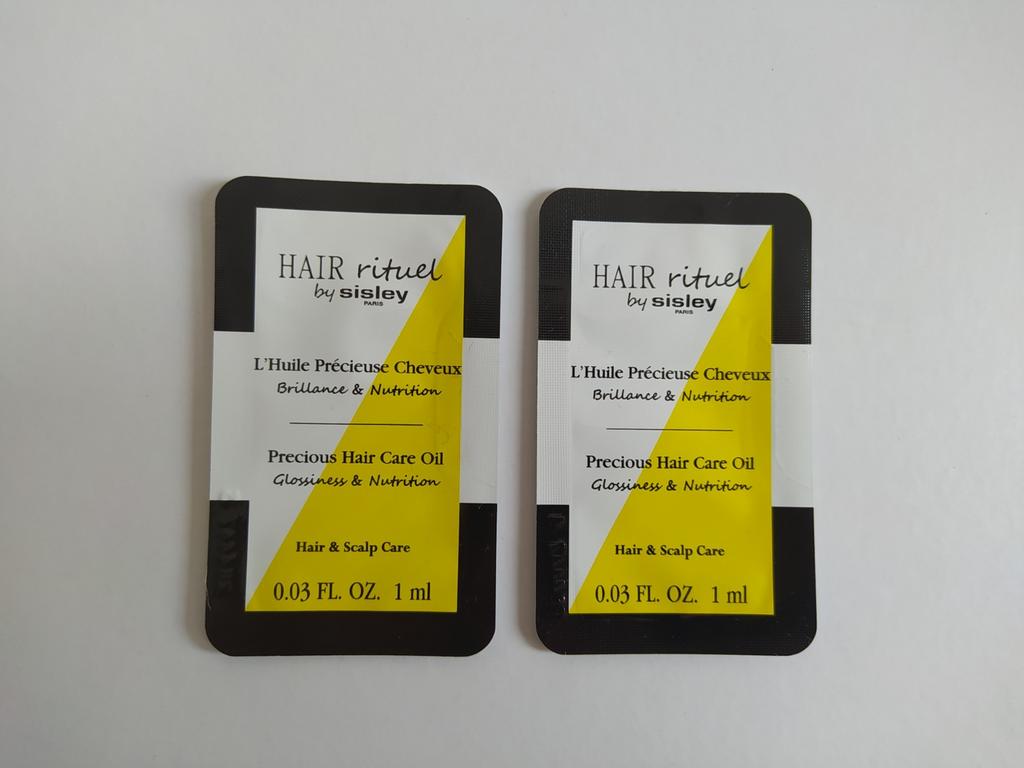 HAIR rituel
by sisley
PARIS
L'Huile Précieuse Cheveux
Brillance & Nutrition
Precious Hair Care Oil
Glossiness & Nutrition
Hair & Scalp Care
0.03 FL. OZ. 1 ml
HAIR rituel
by sisley
PARIS
L'Huile Précieuse Cheveux
Brillance & Nutrition
Precious Hair Care Oil
Glossiness & Nutrition
Hair & Scalp Care
0.03 FL. OZ. 1 ml